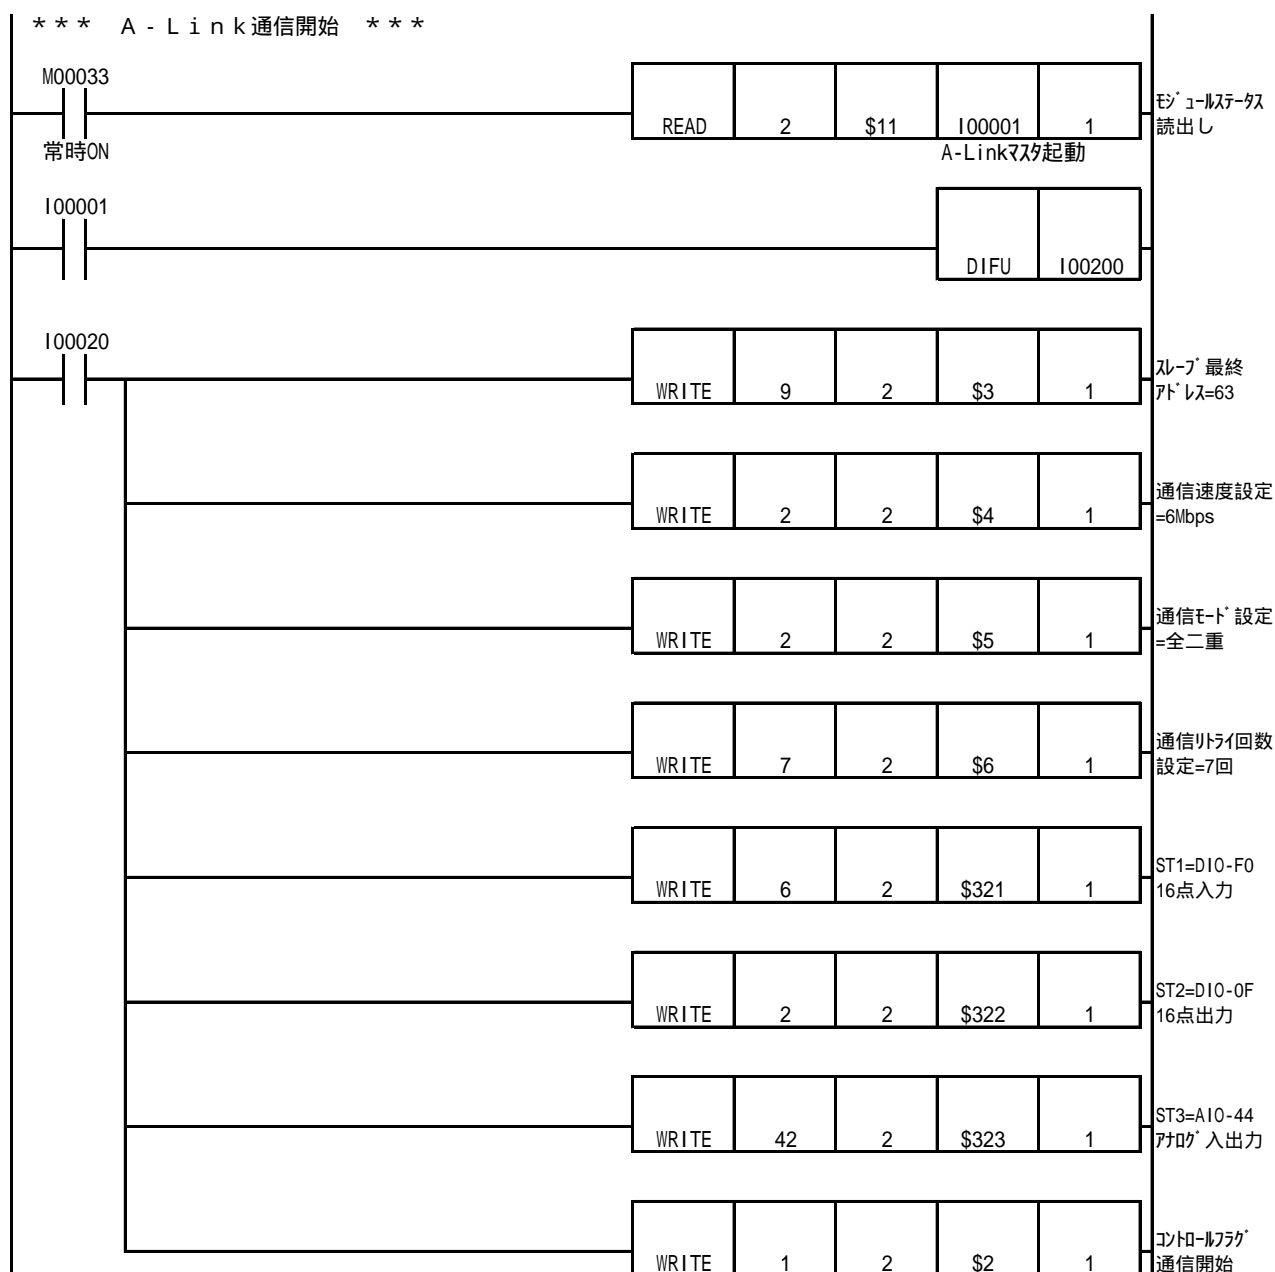 *** A-Link通信開始 ***
M00033
READ 2 $11 I00001 1
ﾓｼﾞｭｰﾙｽﾃｰﾀｽ
読出し
常時ON
A-Linkﾏｽﾀ起動
I00001
DIFU I00200
I00020
WRITE 9 2 $3 1
ｽﾚｰﾌﾞ最終
ｱﾄﾞﾚｽ=63
WRITE 2 2 $4 1
通信速度設定
=6Mbps
WRITE 2 2 $5 1
通信ﾓｰﾄﾞ設定
=全二重
WRITE 7 2 $6 1
通信ﾘﾄﾗｲ回数
設定=7回
WRITE 6 2 $321 1
ST1=DIO-F0
16点入力
WRITE 2 2 $322 1
ST2=DIO-0F
16点出力
WRITE 42 2 $323 1
ST3=AIO-44
ｱﾅﾛｸﾞ入出力
WRITE 1 2 $2 1
ｺﾝﾄﾛｰﾙﾌﾗｸﾞ
通信開始